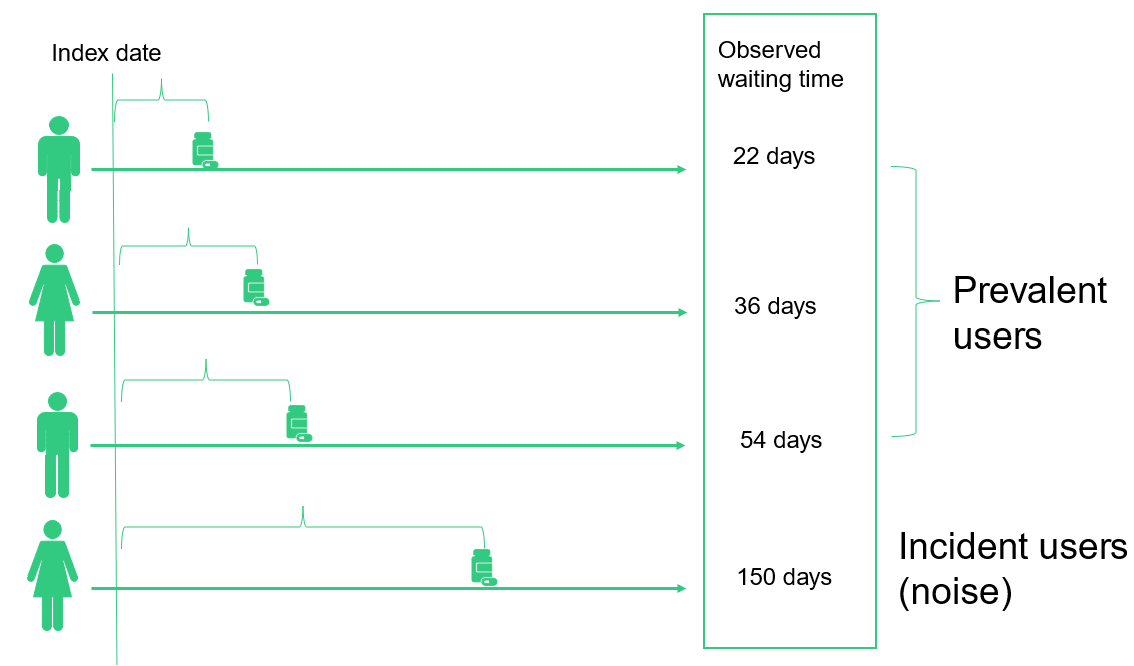 Index date
Observed
waiting time
22 days
36 days
Prevalent
users
54 days
Incident users
(noise)
150 days